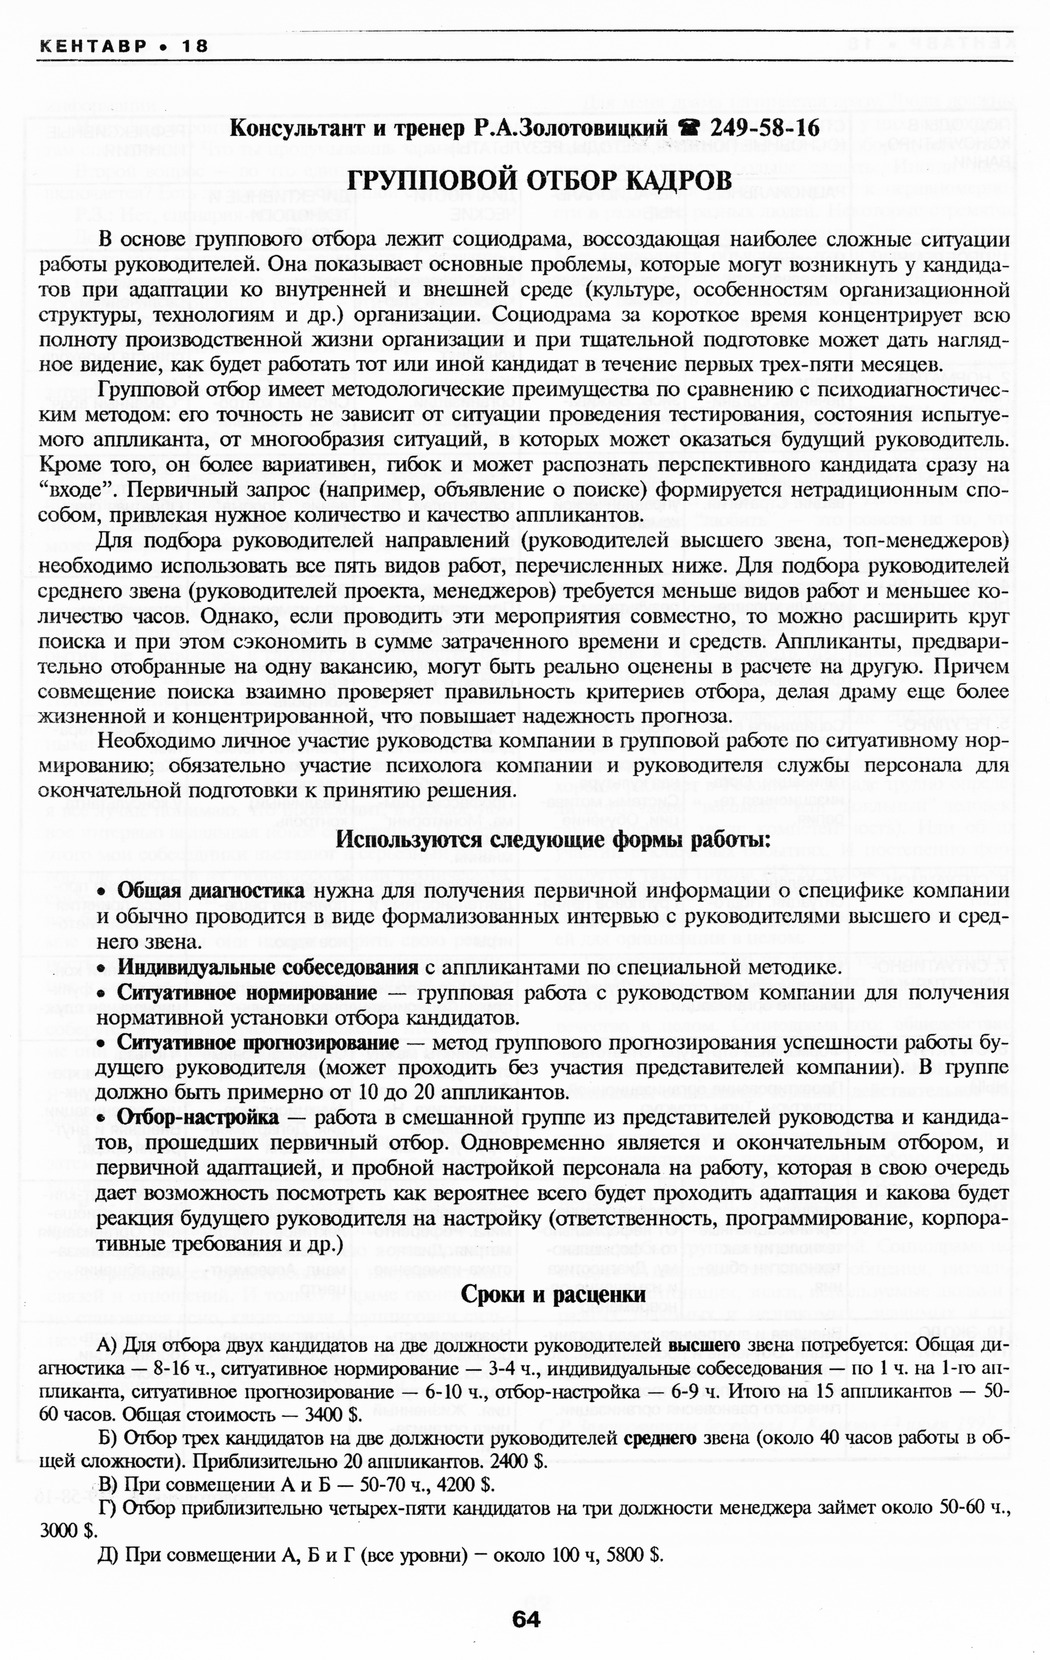 КЕНТАВР • 18
Консультант и тренер Р.А.Золотовицкий ☎ 249-58-16
ГРУППОВОЙ ОТБОР КАДРОВ
В основе группового отбора лежит социодрама, воссоздающая наиболее сложные ситуации
работы руководителей. Она показывает основные проблемы, которые могут возникнуть у кандида-
тов при адаптации ко внутренней и внешней среде (культуре, особенностям организационной
структуры, технологиям и др.) организации. Социодрама за короткое время концентрирует всю
полноту производственной жизни организации и при тщательной подготовке может дать нагляд-
ное видение, как будет работать тот или иной кандидат в течение первых трех-пяти месяцев.
Групповой отбор имеет методологические преимущества по сравнению с психодиагностичес-
ким методом: его точность не зависит от ситуации проведения тестирования, состояния испытуе-
мого аппликанта, от многообразия ситуаций, в которых может оказаться будущий руководитель.
Кроме того, он более вариативен, гибок и может распознать перспективного кандидата сразу на
“входе”. Первичный запрос (например, объявление о поиске) формируется нетрадиционным спо-
собом, привлекая нужное количество и качество аппликантов.
Для подбора руководителей направлений (руководителей высшего звена, топ-менеджеров)
необходимо использовать все пять видов работ, перечисленных ниже. Для подбора руководителей
среднего звена (руководителей проекта, менеджеров) требуется меньше видов работ и меньшее ко-
личество часов. Однако, если проводить эти мероприятия совместно, то можно расширить круг
поиска и при этом сэкономить в сумме затраченного времени и средств. Аппликанты, предвари-
тельно отобранные на одну вакансию, могут быть реально оценены в расчете на другую. Причем
совмещение поиска взаимно проверяет правильность критериев отбора, делая драму еще более
жизненной и концентрированной, что повышает надежность прогноза.
Необходимо личное участие руководства компании в групповой работе по ситуативному нор-
мированию; обязательно участие психолога компании и руководителя службы персонала для
окончательной подготовки к принятию решения.
Используются следующие формы работы:
• Общая диагностика нужна для получения первичной информации о специфике компании
и обычно проводится в виде формализованных интервью с руководителями высшего и сред-
него звена.
• Индивидуальные собеседования с аппликантами по специальной методике.
• Ситуативное нормирование — групповая работа с руководством компании для получения
нормативной установки отбора кандидатов.
• Ситуативное прогнозирование — метод группового прогнозирования успешности работы бу-
дущего руководителя (может проходить без участия представителей компании). В группе
должно быть примерно от 10 до 20 аппликантов.
• Отбор-настройка — работа в смешанной группе из представителей руководства и кандида-
тов, прошедших первичный отбор. Одновременно является и окончательным отбором, и
первичной адаптацией, и пробной настройкой персонала на работу, которая в свою очередь
дает возможность посмотреть как вероятнее всего будет проходить адаптация и какова будет
реакция будущего руководителя на настройку (ответственность, программирование, корпора-
тивные требования и др.)
Сроки и расценки
А) Для отбора двух кандидатов на две должности руководителей высшего звена потребуется: Общая ди-
агностика — 8-16 ч., ситуативное нормирование — 3-4 ч., индивидуальные собеседования — по 1 ч. на 1-го ап-
пликанта, ситуативное прогнозирование — 6-10 ч., отбор-настройка — 6-9 ч. Итого на 15 аппликантов — 50-
60 часов. Общая стоимость — 3400 $.
Б) Отбор трех кандидатов на две должности руководителей среднего звена (около 40 часов работы в об-
щей сложности). Приблизительно 20 аппликантов. 2400 $.
В) При совмещении А и Б — 50-70 ч., 4200 $.
Г) Отбор приблизительно четырех-пяти кандидатов на три должности менеджера займет около 50-60 ч.,
3000 $.
Д) При совмещении А, Б и Г (все уровни) — около 100 ч, 5800 $.
64